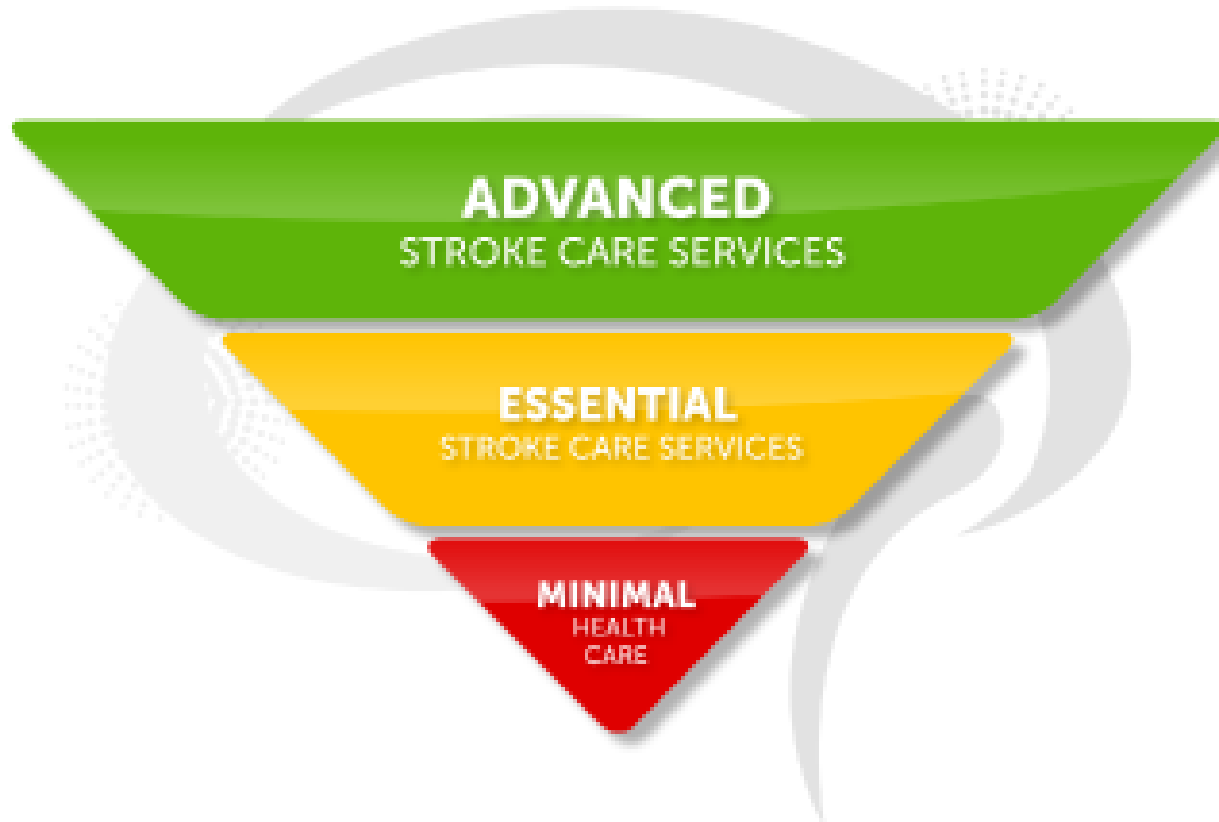 ADVANCED
STROKE CARE SERVICES
ESSENTIAL
STROKE CARE SERVICES
MINIMAL
HEALTH
CARE